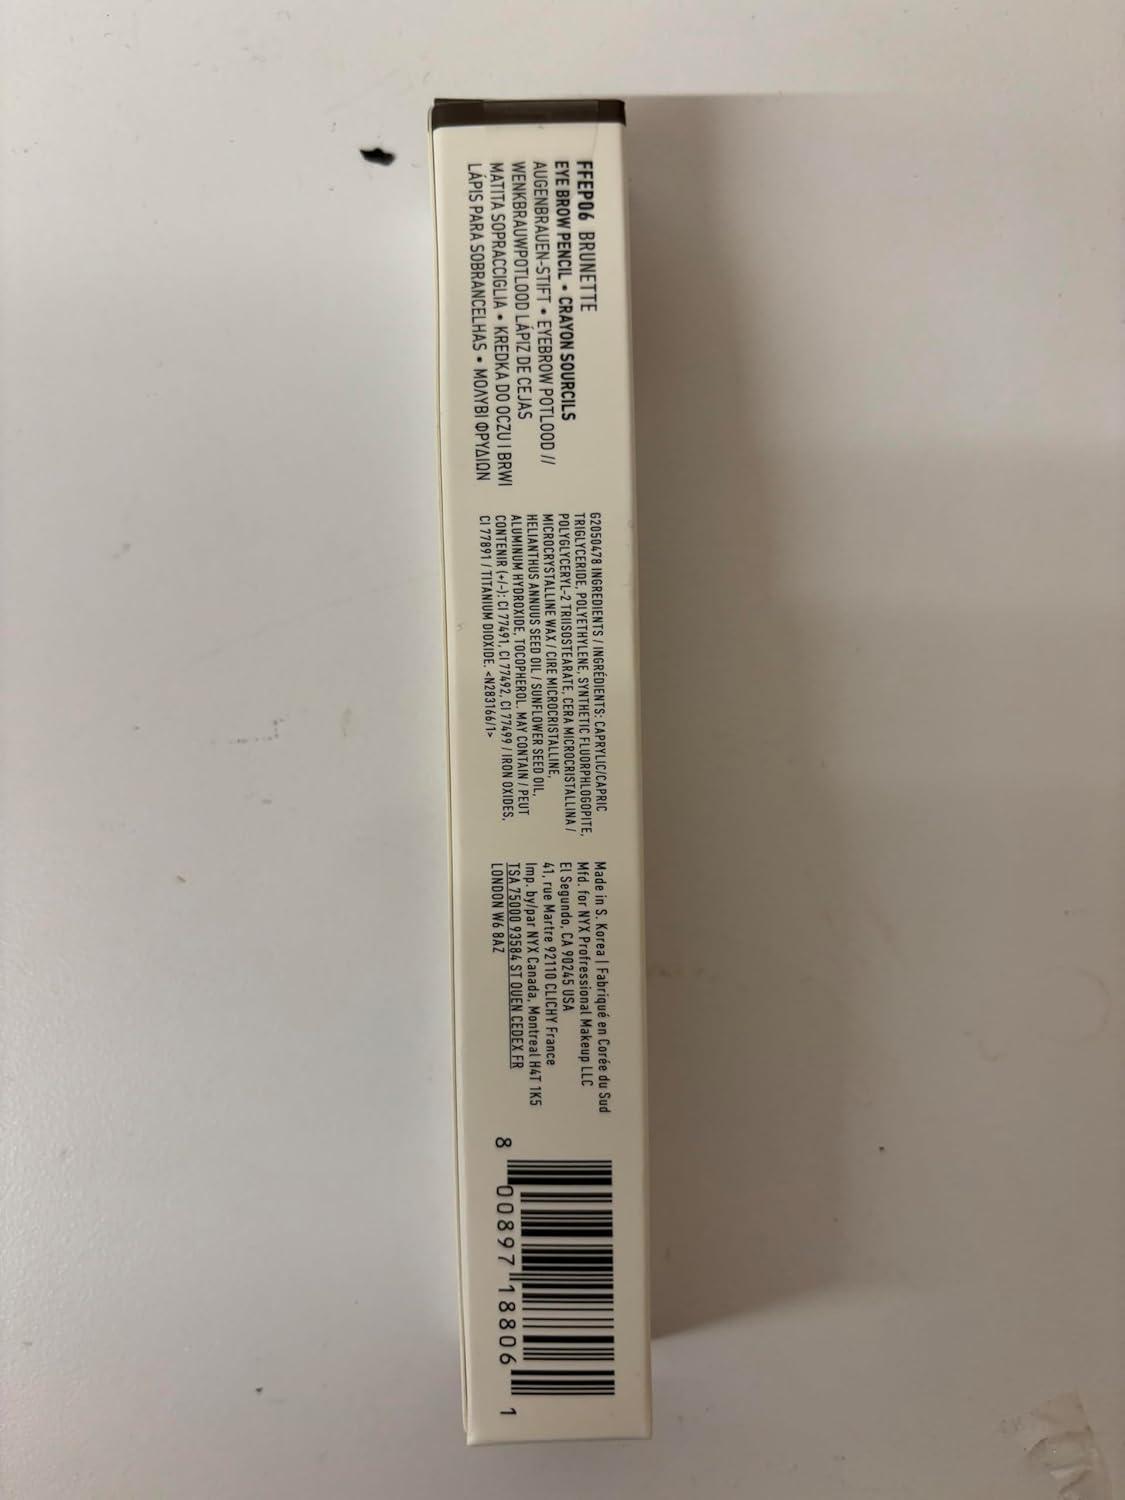 FFEP06 BRUNETTE
EYE BROW PENCIL • CRAYON SOURCILS
AUGENBRAUEN-STIFT • EYEBROW POTLOOD //
WENKBRAUWPOTLOOD LÁPIZ DE CEJAS
MATITA SOPRACCIGLIA • KREDKA DO OCZU I BRWI
LÁPIS PARA SOBRANCELHAS • ΜΟΛΥΒΙ ΦΡΥΔΙΩΝ
G2050478 INGREDIENTS / INGRÉDIENTS: CAPRYLIC/CAPRIC
TRIGLYCERIDE, POLYETHYLENE, SYNTHETIC FLUORPHLOGOPITE,
POLYGLYCERYL-2 TRIISOSTEARATE, CERA MICROCRISTALLINA /
MICROCRYSTALLINE WAX / CIRE MICROCRISTALLINE,
HELIANTHUS ANNUUS SEED OIL / SUNFLOWER SEED OIL,
ALUMINUM HYDROXIDE, TOCOPHEROL. MAY CONTAIN / PEUT
CONTENIR (+/-): CI 77491, CI 77492, CI 77499 / IRON OXIDES,
CI 77891 / TITANIUM DIOXIDE. <N283166/1>
Made in S. Korea | Fabriqué en Corée du Sud
Mfd. for NYX Profressional Makeup LLC
El Segundo, CA 90245 USA
41, rue Martre 92110 CLICHY France
Imp. by/par NYX Canada, Montreal H4T 1K5
TSA 75000 93584 ST OUEN CEDEX FR
LONDON W6 8AZ
8 00897 18806 1